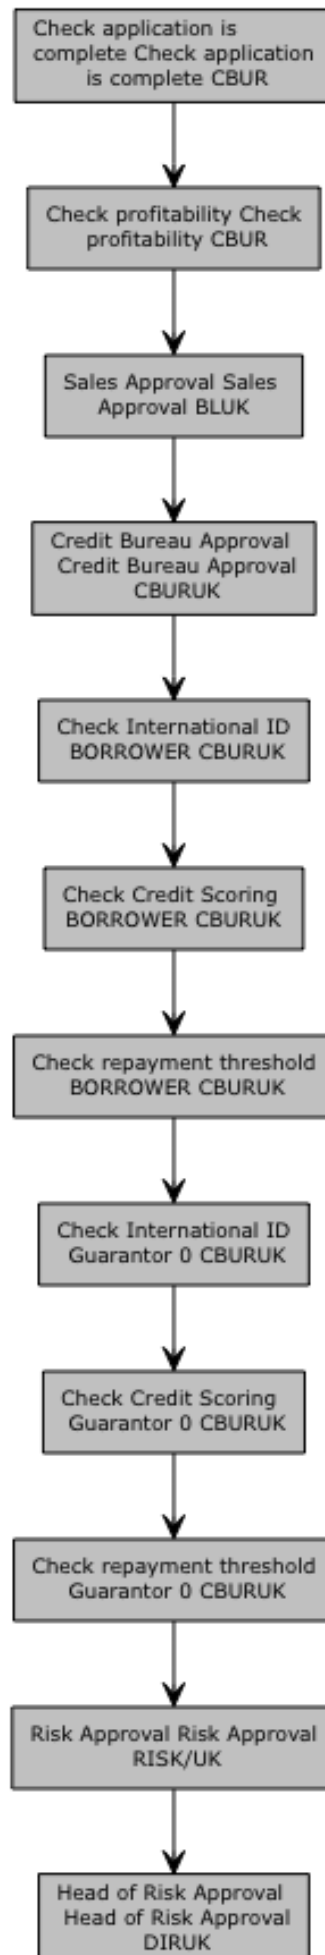 Check application is
complete Check application
is complete CBUR
Check profitability Check
profitability CBUR
Sales Approval Sales
Approval BLUK
Credit Bureau Approval
Credit Bureau Approval
CBURUK
Check International ID
BORROWER CBURUK
Check Credit Scoring
BORROWER CBURUK
Check repayment threshold
BORROWER CBURUK
Check International ID
Guarantor 0 CBURUK
Check Credit Scoring
Guarantor 0 CBURUK
Check repayment threshold
Guarantor 0 CBURUK
Risk Approval Risk Approval
RISK/UK
Head of Risk Approval
Head of Risk Approval
DIRUK